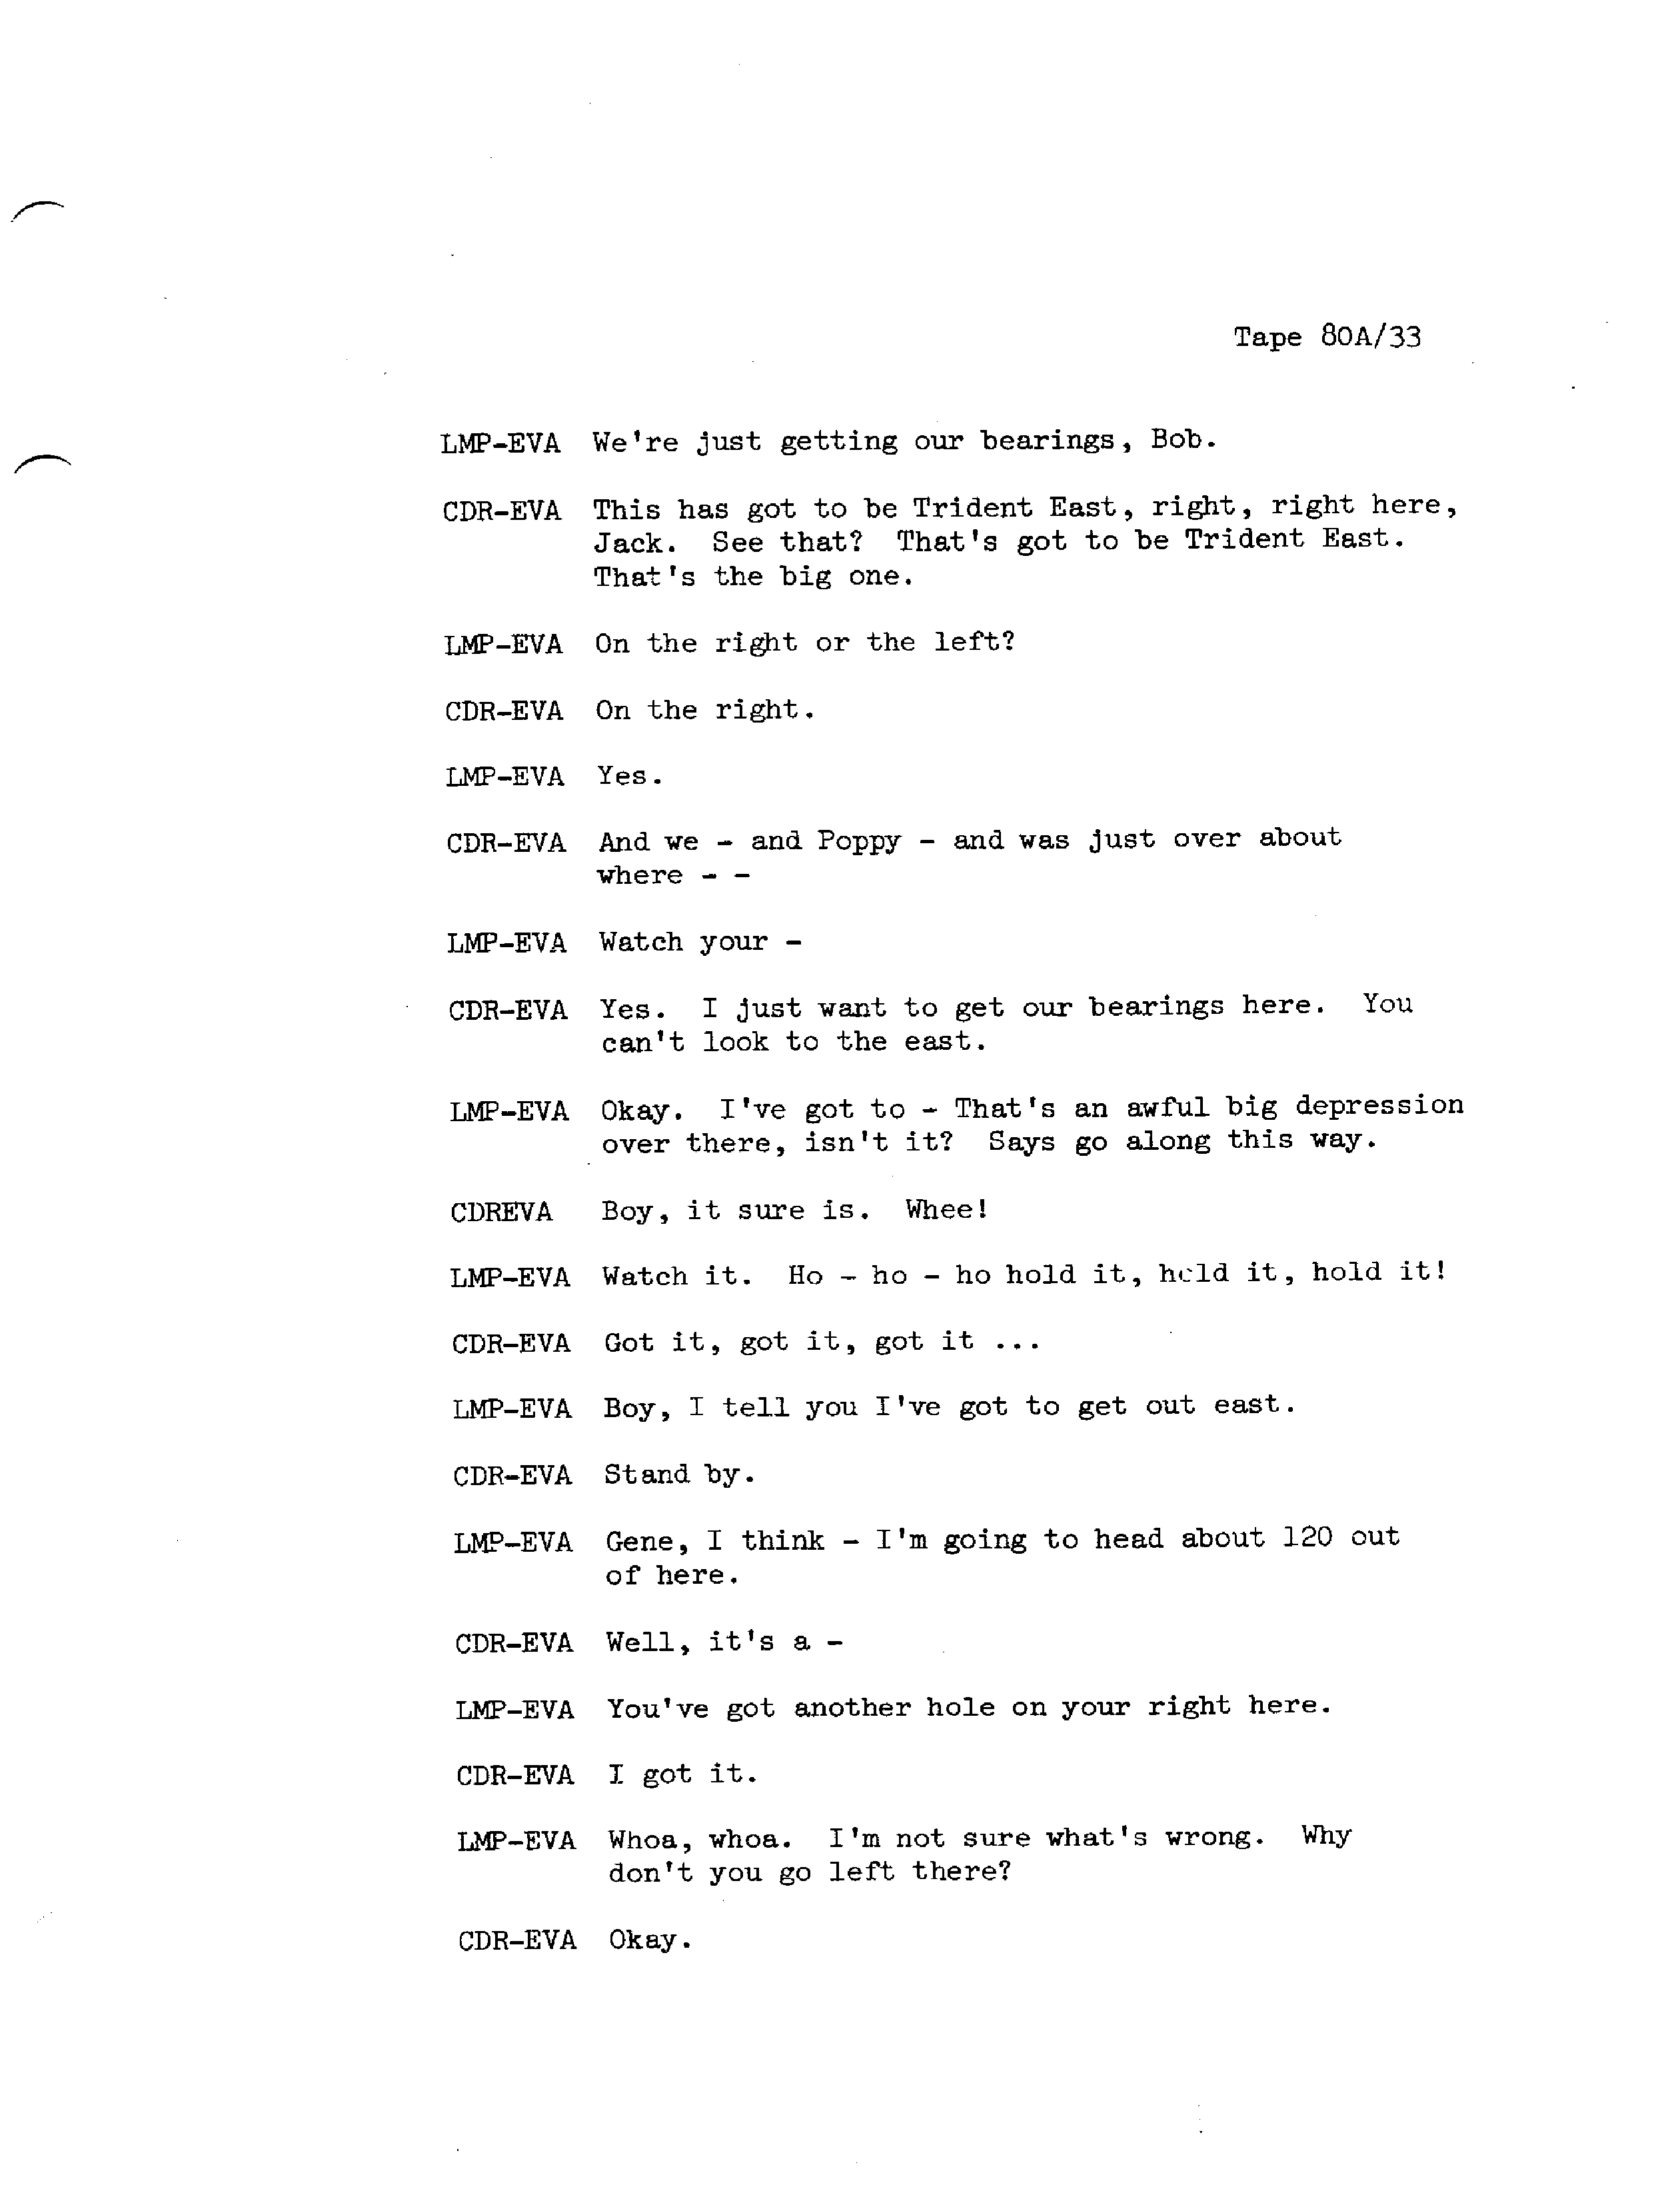 Tape 80A/33
LMP-EVA We're just getting our bearings, Bob.
CDR-EVA This has got to be Trident East, right, right here,
Jack. See that? That's got to be Trident East.
That's the big one.
LMP-EVA On the right or the left?
CDR-EVA On the right.
LMP-EVA Yes.
CDR-EVA And we - and Poppy - and was just over about
where - -
LMP-EVA Watch your -
CDR-EVA Yes. I just want to get our bearings here. You
can't look to the east.
LMP-EVA Okay. I've got to - That's an awful big depression
over there, isn't it? Says go along this way.
CDREVA Boy, it sure is. Whee!
LMP-EVA Watch it. Ho - ho - ho hold it, hold it, hold it!
CDR-EVA Got it, got it, got it ...
LMP-EVA Boy, I tell you I've got to get out east.
CDR-EVA Stand by.
LMP-EVA Gene, I think - I'm going to head about 120 out
of here.
CDR-EVA Well, it's a -
LMP-EVA You've got another hole on your right here.
CDR-EVA I got it.
LMP-EVA Whoa, whoa. I'm not sure what's wrong. Why
don't you go left there?
CDR-EVA Okay.